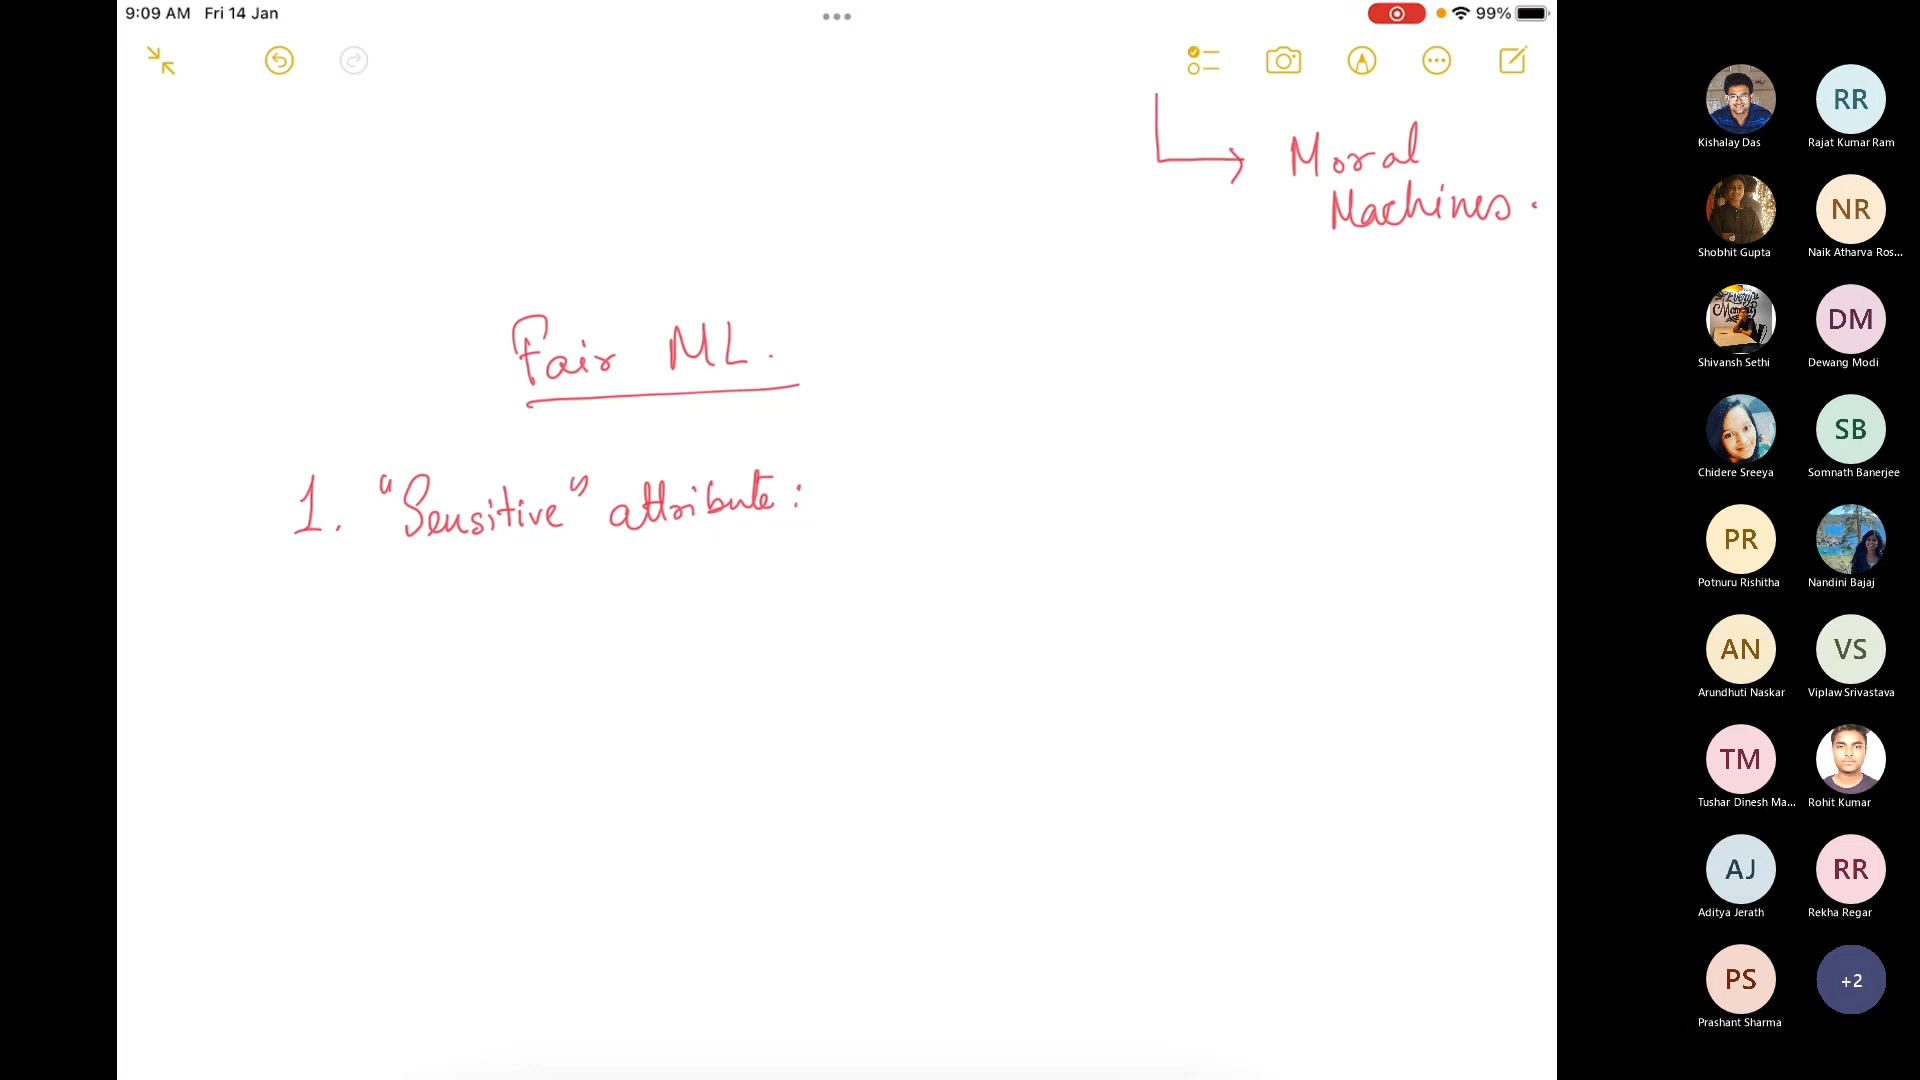 9:09 AM Fri 14 Jan
99%
Moral
Machines.
Fair ML.
1. "Sensitive" attribute:
RR
Kishalay Das
Rajat Kumar Ram
NR
Shobhit Gupta
Naik Atharva Ros...
DM
Shivansh Sethi
Dewang Modi
SB
Chidere Sreeya
Somnath Banerjee
PR
Potnuru Rishitha
Nandini Bajaj
AN
VS
Arundhuti Naskar
Viplaw Srivastava
TM
Tushar Dinesh Ma...
Rohit Kumar
AJ
RR
Aditya Jerath
Rekha Regar
PS
+2
Prashant Sharma